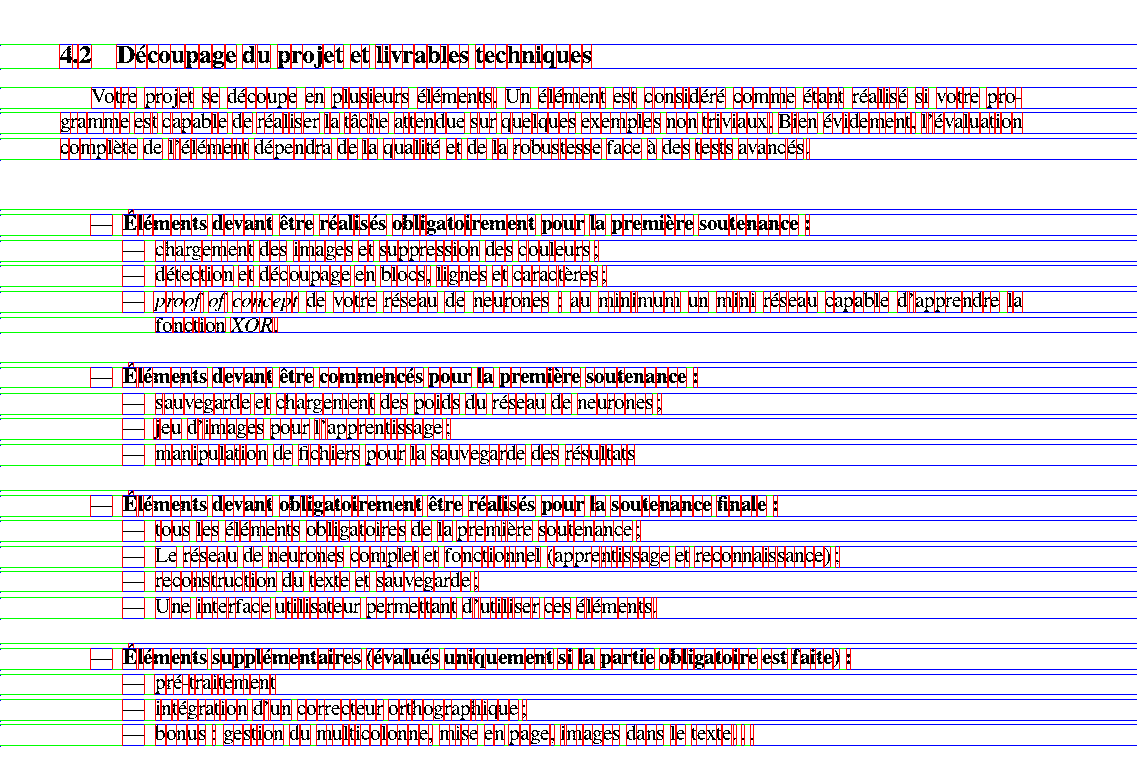 4.2 Découpage du projet et livrables techniques
Votre projet se découpe en plusieurs éléments. Un élément est considéré comme étant réalisé si votre pro-
gramme est capable de réaliser la tâche attendue sur quelques exemples non triviaux. Bien évidement, l'évaluation
complète de l'élément dépendra de la qualité et de la robustesse face à des tests avancés.
— Éléments devant être réalisés obligatoirement pour la première soutenance :
— chargement des images et suppression des couleurs ;
— détection et découpage en blocs, lignes et caractères ;
— proof of concept de votre réseau de neurones : au minimum un mini réseau capable d'apprendre la
fonction XOR.
— Éléments devant être commencés pour la première soutenance :
— sauvegarde et chargement des poids du réseau de neurones ;
— jeu d'images pour l'apprentissage ;
— manipulation de fichiers pour la sauvegarde des résultats
— Éléments devant obligatoirement être réalisés pour la soutenance finale :
— tous les éléments obligatoires de la première soutenance ;
— Le réseau de neurones complet et fonctionnel (apprentissage et reconnaissance) ;
— reconstruction du texte et sauvegarde ;
— Une interface utilisateur permettant d'utiliser ces éléments.
— Éléments supplémentaires (évalués uniquement si la partie obligatoire est faite) :
— pré-traitement
— intégration d'un correcteur orthographique ;
— bonus : gestion du multicolonne, mise en page, images dans le texte. . .